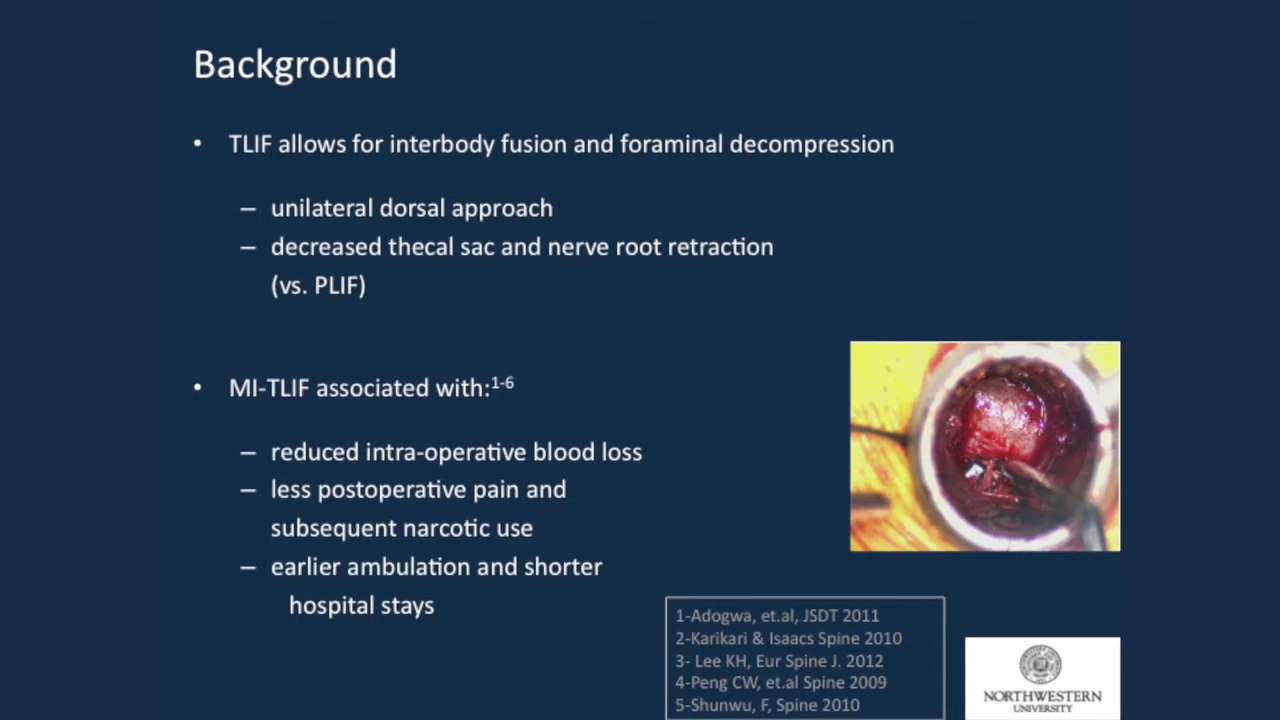 Background
• TLIF allows for interbody fusion and foraminal decompression
– unilateral dorsal approach
– decreased thecal sac and nerve root retraction
(vs. PLIF)
• MI-TLIF associated with:1-6
– reduced intra-operative blood loss
– less postoperative pain and
subsequent narcotic use
– earlier ambulation and shorter
hospital stays
1-Adogwa, et.al, JSDT 2011
2-Karikari & Isaacs Spine 2010
3- Lee KH, Eur Spine J. 2012
4-Peng CW, et.al Spine 2009
5-Shunwu, F, Spine 2010
NORTHWESTERN
UNIVERSITY